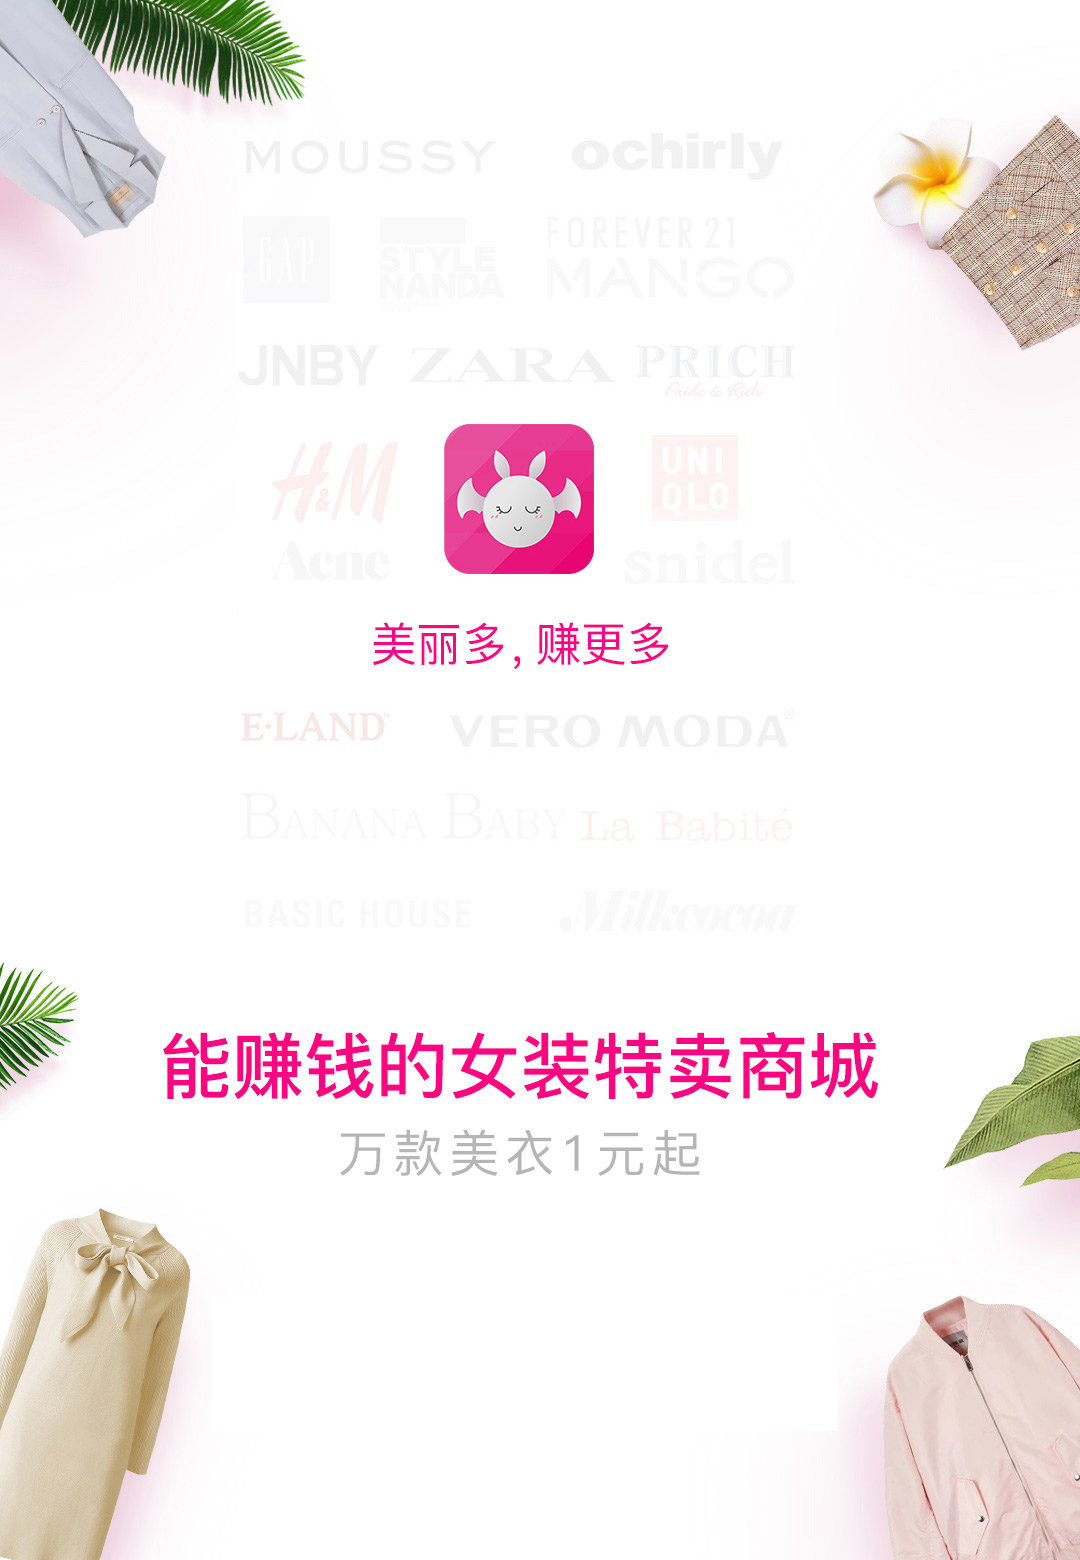 MOUSSY ochirly
GAP STYLE NANDA FOREVER 21
MANGO
JNBY ZARA PRICH
Pride & Rich
H&M UNI QLO
Acne snidel
美丽多，赚更多
E·LAND VERO MODA
BANANA BABY La Babité
BASIC HOUSE Milkcocoa
能赚钱的女装特卖商城
万款美衣1元起